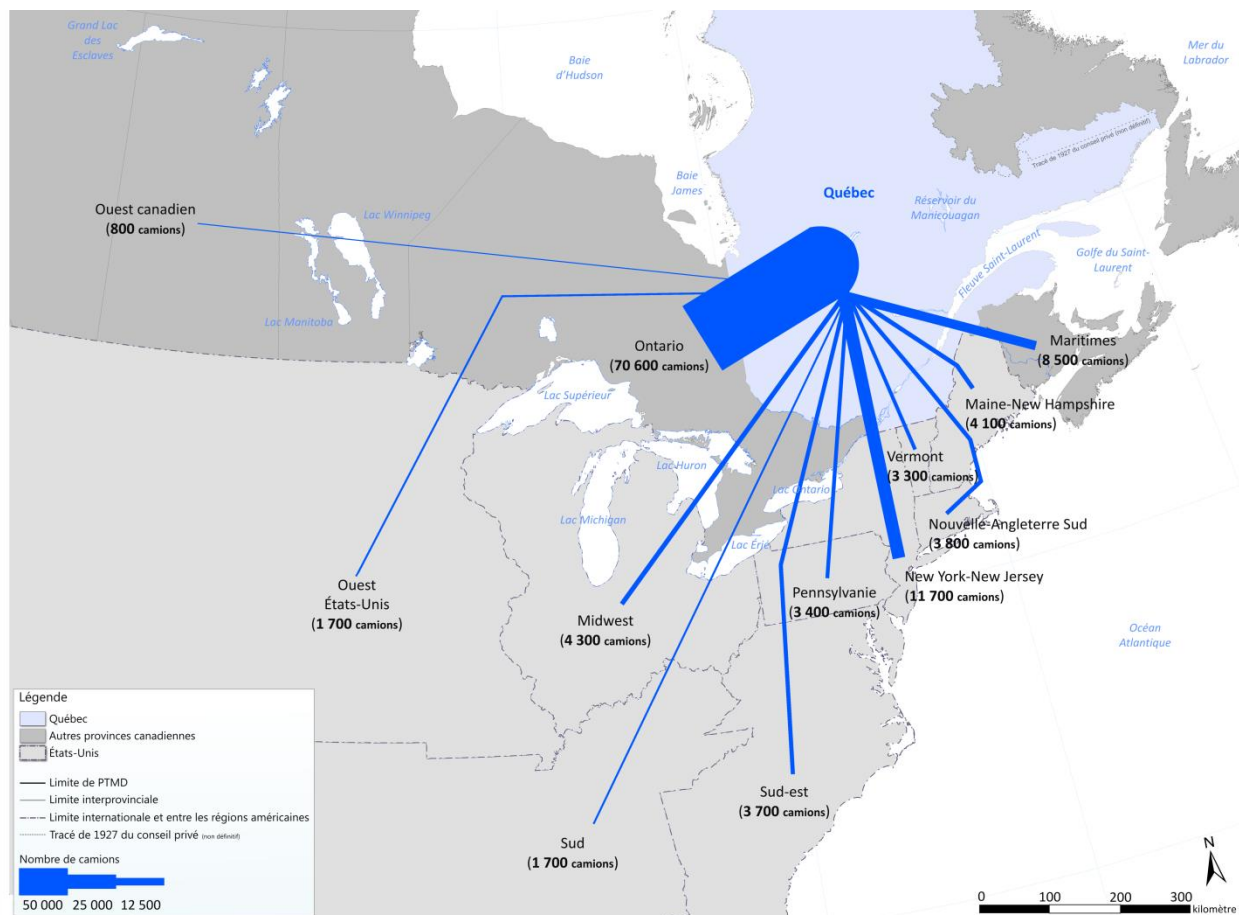 Grand Lac
des
Esclaves
Baie
d'Hudson
Mer du
Labrador
Tracé de 1927 du conseil privé (non définitif)
Baie
James
Québec
Réservoir du
Manicouagan
Ouest canadien
(800 camions)
Lac Winnipeg
Fleuve Saint-Laurent
Golfe du Saint-
Laurent
Lac Manitoba
Ontario
(70 600 camions)
Maritimes
(8 500 camions)
Lac Supérieur
Maine-New Hampshire
(4 100 camions)
Lac Huron
Vermont
(3 300 camions)
Lac Ontario
Lac Michigan
Nouvelle-Angleterre Sud
(3 800 camions)
Lac Érié
Ouest
États-Unis
(1 700 camions)
New York-New Jersey
(11 700 camions)
Pennsylvanie
(3 400 camions)
Midwest
(4 300 camions)
Océan
Atlantique
Sud-est
(3 700 camions)
Sud
(1 700 camions)
Légende
Québec
Autres provinces canadiennes
États-Unis
Limite de PTMD
Limite interprovinciale
Limite internationale et entre les régions américaines
Tracé de 1927 du conseil privé (non définitif)
Nombre de camions
50 000 25 000 12 500
N
0 100 200 300
kilomètre